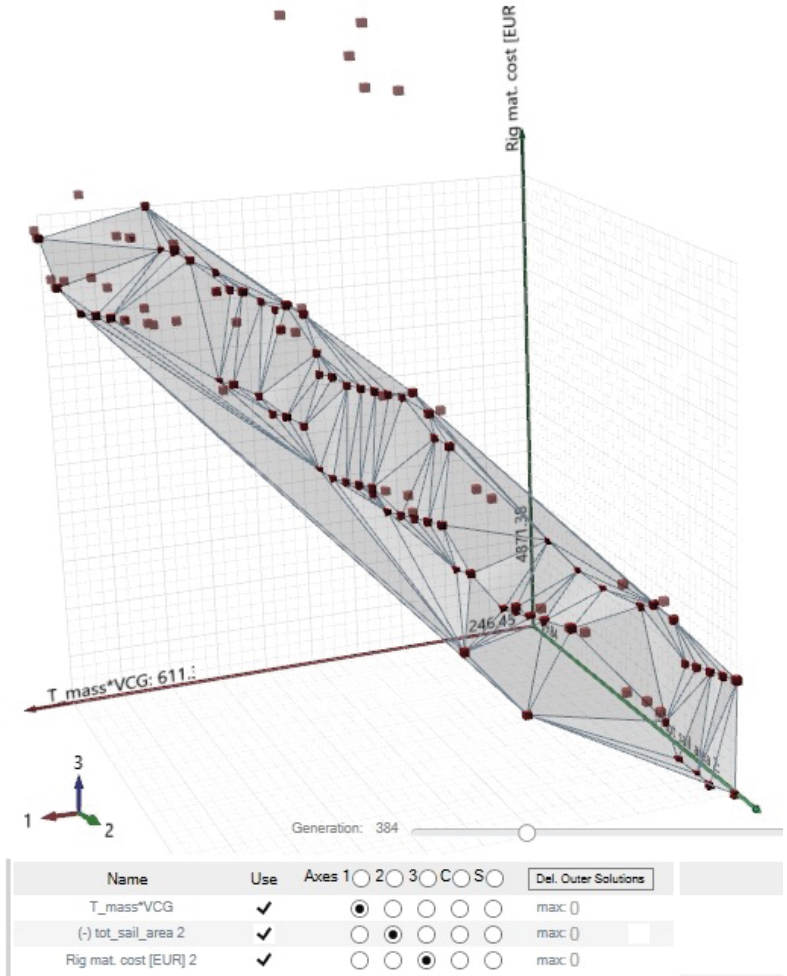 Rig mat. cost [EUR
4871.38
246.45
T_mass*VCG: 611.
3
1
2
Generation: 384
Name Use Axes 1 2 3 C S Del. Outer Solutions
T_mass*VCG max: ()
(-) tot_sail_area 2 max: ()
Rig mat. cost [EUR] 2 max: ()